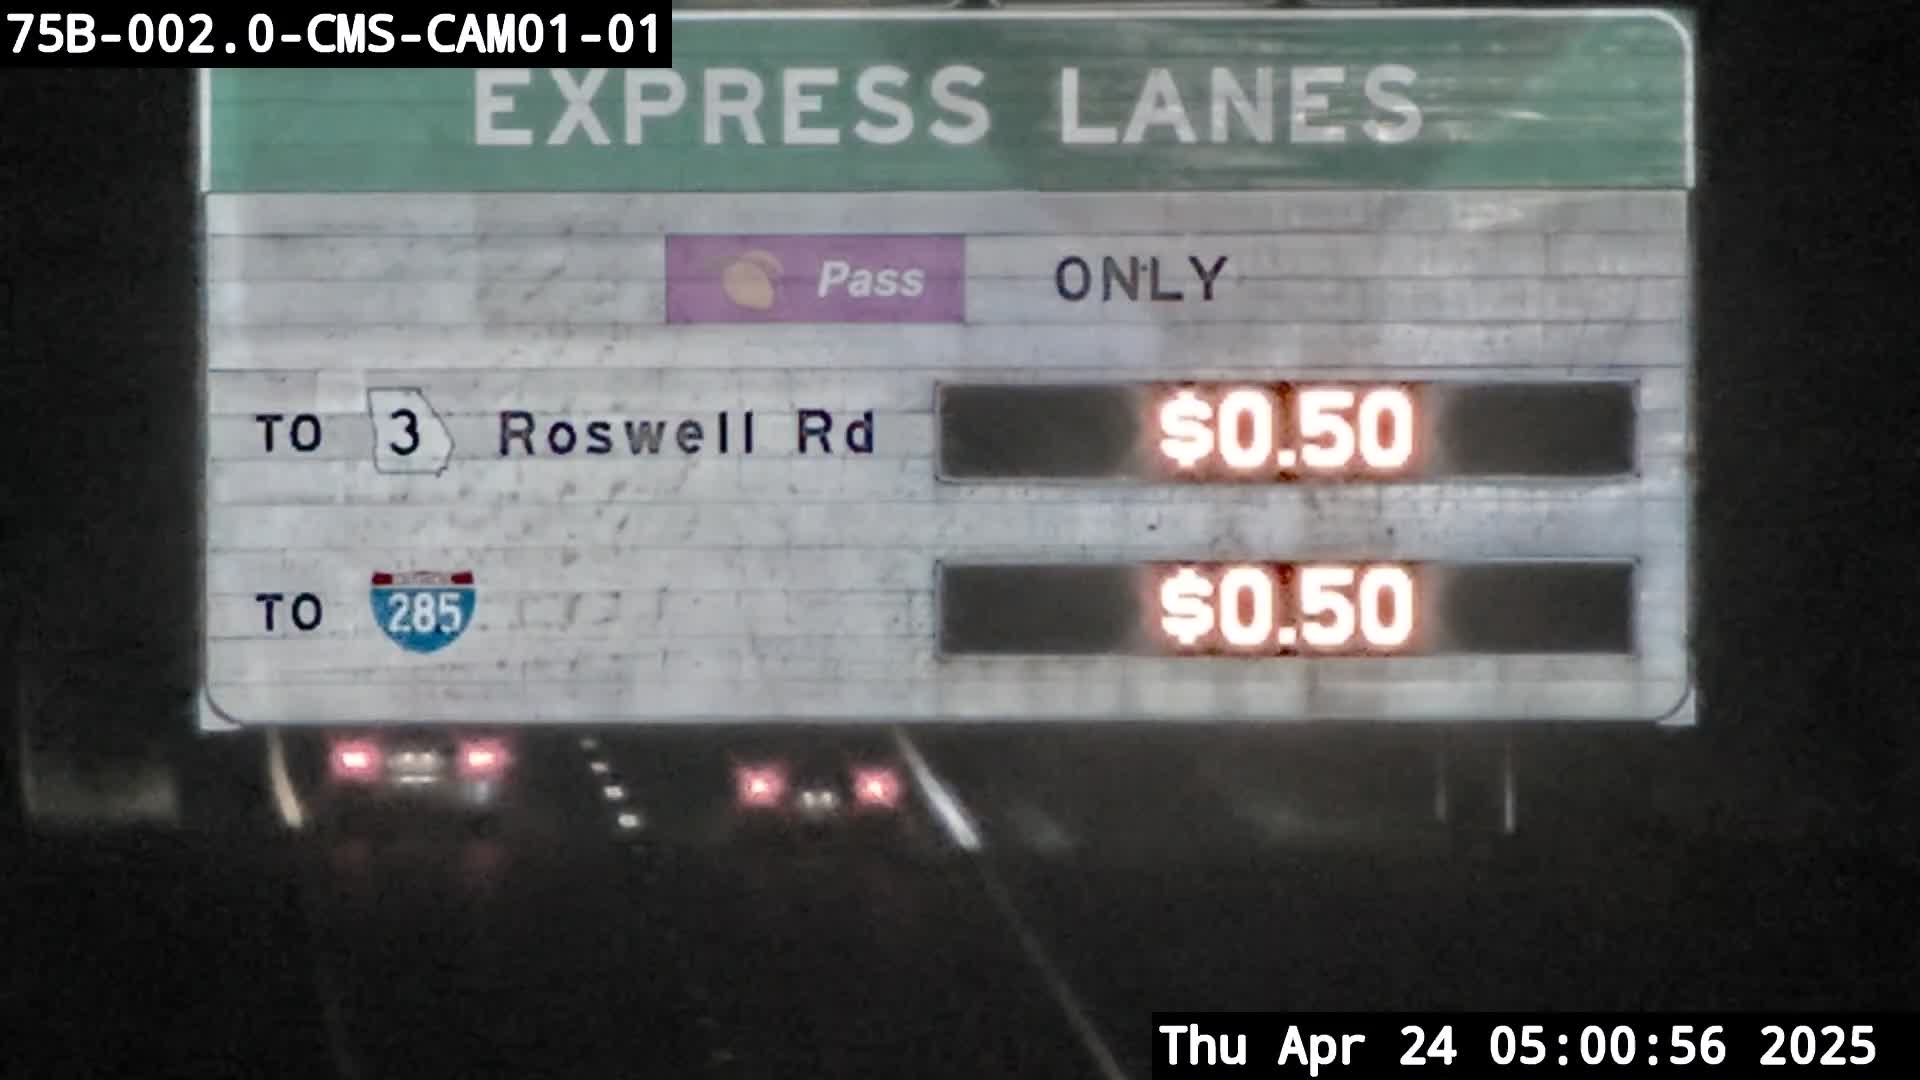 75B-002.0-CMS-CAM01-01
EXPRESS LANES
Pass ONLY
TO 3 Roswell Rd $0.50
TO 285 $0.50
Thu Apr 24 05:00:56 2025